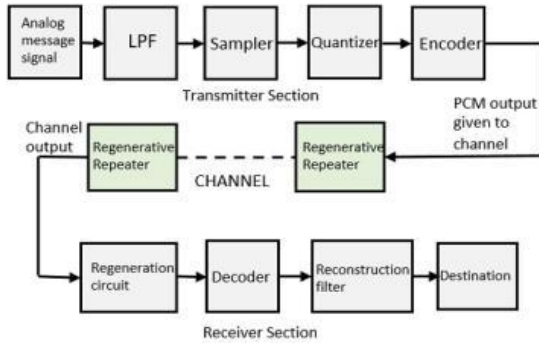 Analog
message
signal
LPF
Sampler
Quantizer
Encoder
Transmitter Section
PCM output
given to
channel
Channel
output
Regenerative
Repeater
CHANNEL
Regenerative
Repeater
Regeneration
circuit
Decoder
Reconstruction
filter
Destination
Receiver Section